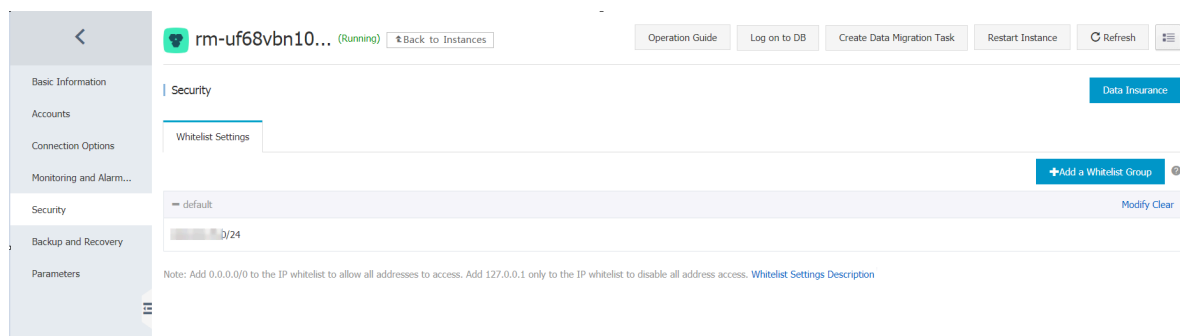 rm-uf68vbn10... (Running) Back to Instances Operation Guide Log on to DB Create Data Migration Task Restart Instance Refresh
Basic Information
Security Data Insurance
Accounts
Whitelist Settings
Connection Options
Monitoring and Alarm...
+Add a Whitelist Group
Security
default Modify Clear
Backup and Recovery
0/24
Parameters
Note: Add 0.0.0.0/0 to the IP whitelist to allow all addresses to access. Add 127.0.0.1 only to the IP whitelist to disable all address access. Whitelist Settings Description